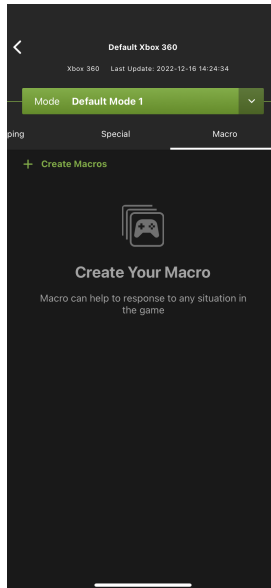 Default Xbox 360
Xbox 360 Last Update: 2022-12-16 14:24:34
Mode Default Mode 1
ping Special Macro
+ Create Macros
Create Your Macro
Macro can help to response to any situation in
the game